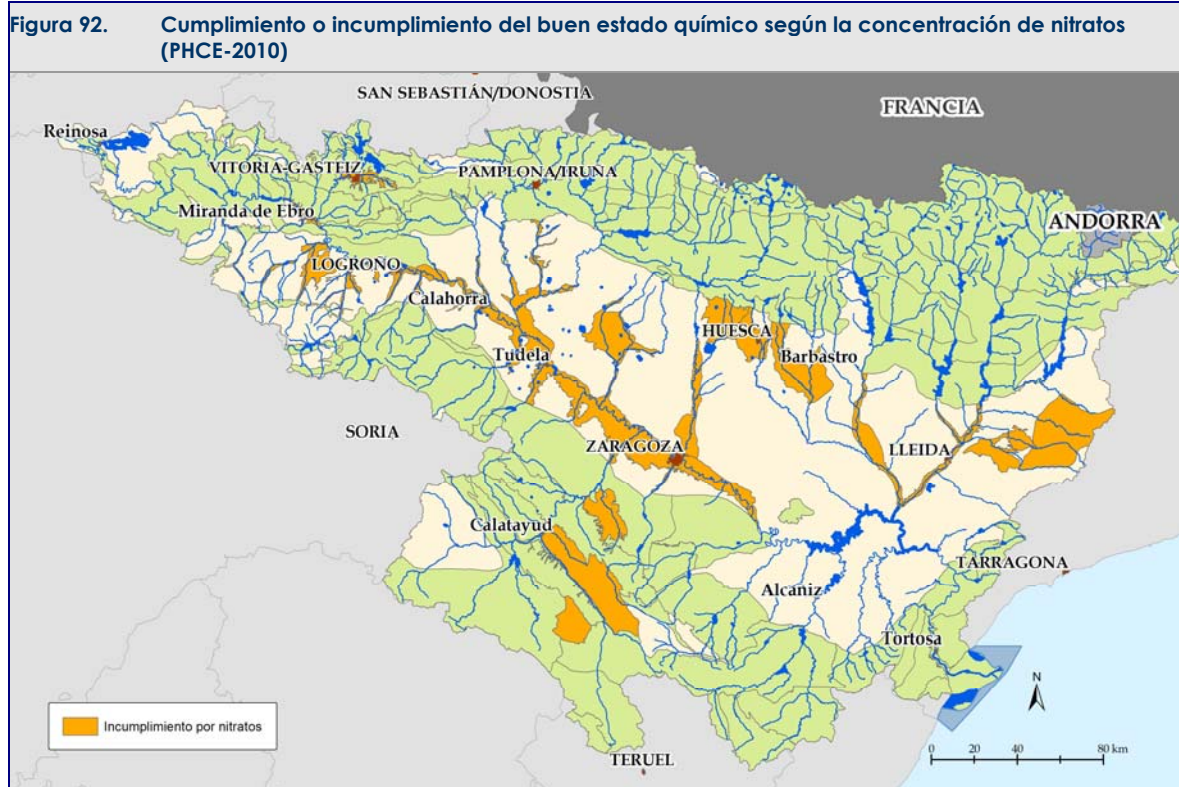 Figura 92. Cumplimiento o incumplimiento del buen estado químico según la concentración de nitratos
(PHCE-2010)
SAN SEBASTIÁN/DONOSTIA
FRANCIA
Reinosa
VITORIA-GASTEIZ
PAMPLONA/IRUÑA
Miranda de Ebro
ANDORRA
LOGROÑO
Calahorra
HUESCA
Tudela
Barbastro
SORIA
ZARAGOZA
LLEIDA
Calatayud
TARRAGONA
Alcañiz
Tortosa
N
Incumplimiento por nitratos
0 20 40 80 km
TERUEL